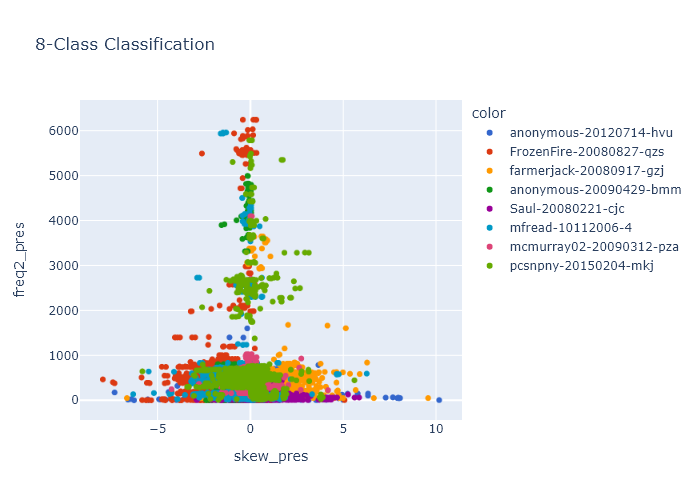 8-Class Classification
color
anonymous-20120714-hvu
FrozenFire-20080827-qzs
farmerjack-20080917-gzj
anonymous-20090429-bmm
Saul-20080221-cjc
mfread-10112006-4
mcmurray02-20090312-pza
pcsnpny-20150204-mkj
freq2_pres
6000
5000
4000
3000
2000
1000
0
−5
0
5
10
skew_pres